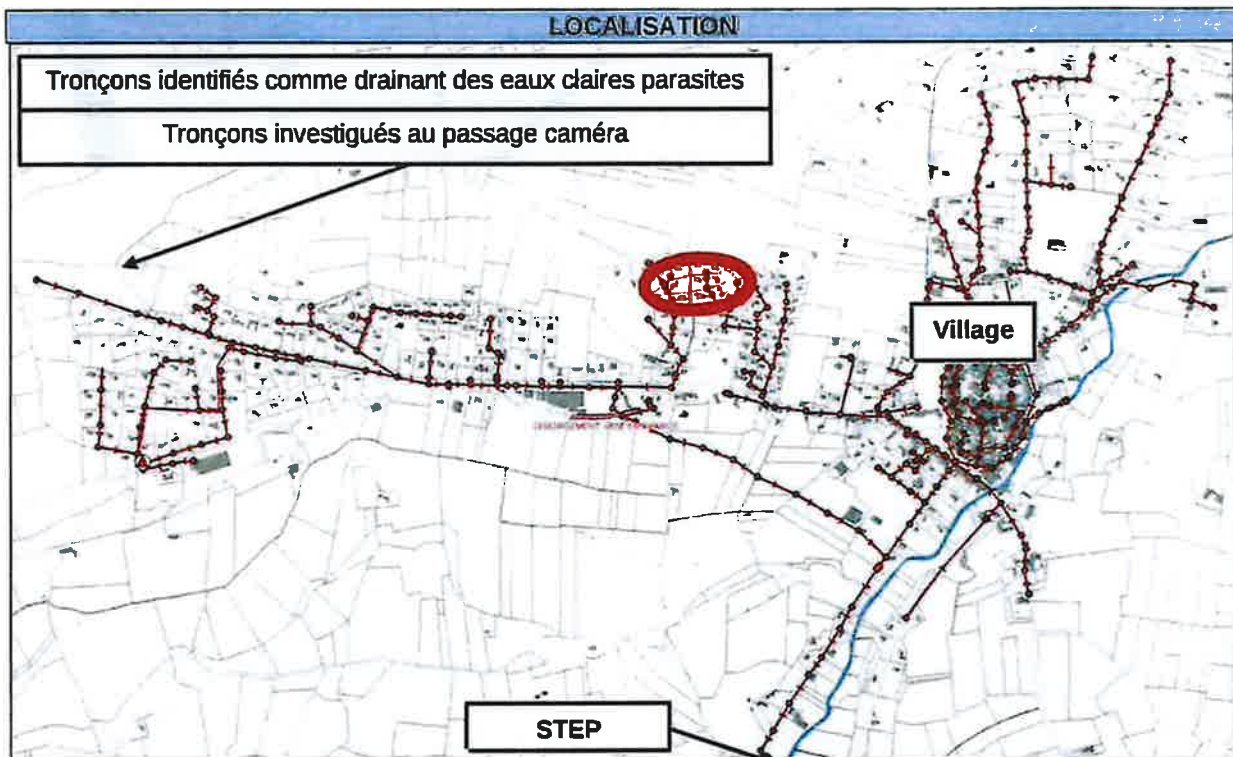 LOCALISATION
Tronçons identifiés comme drainant des eaux claires parasites
Tronçons investigués au passage caméra
Village
STEP